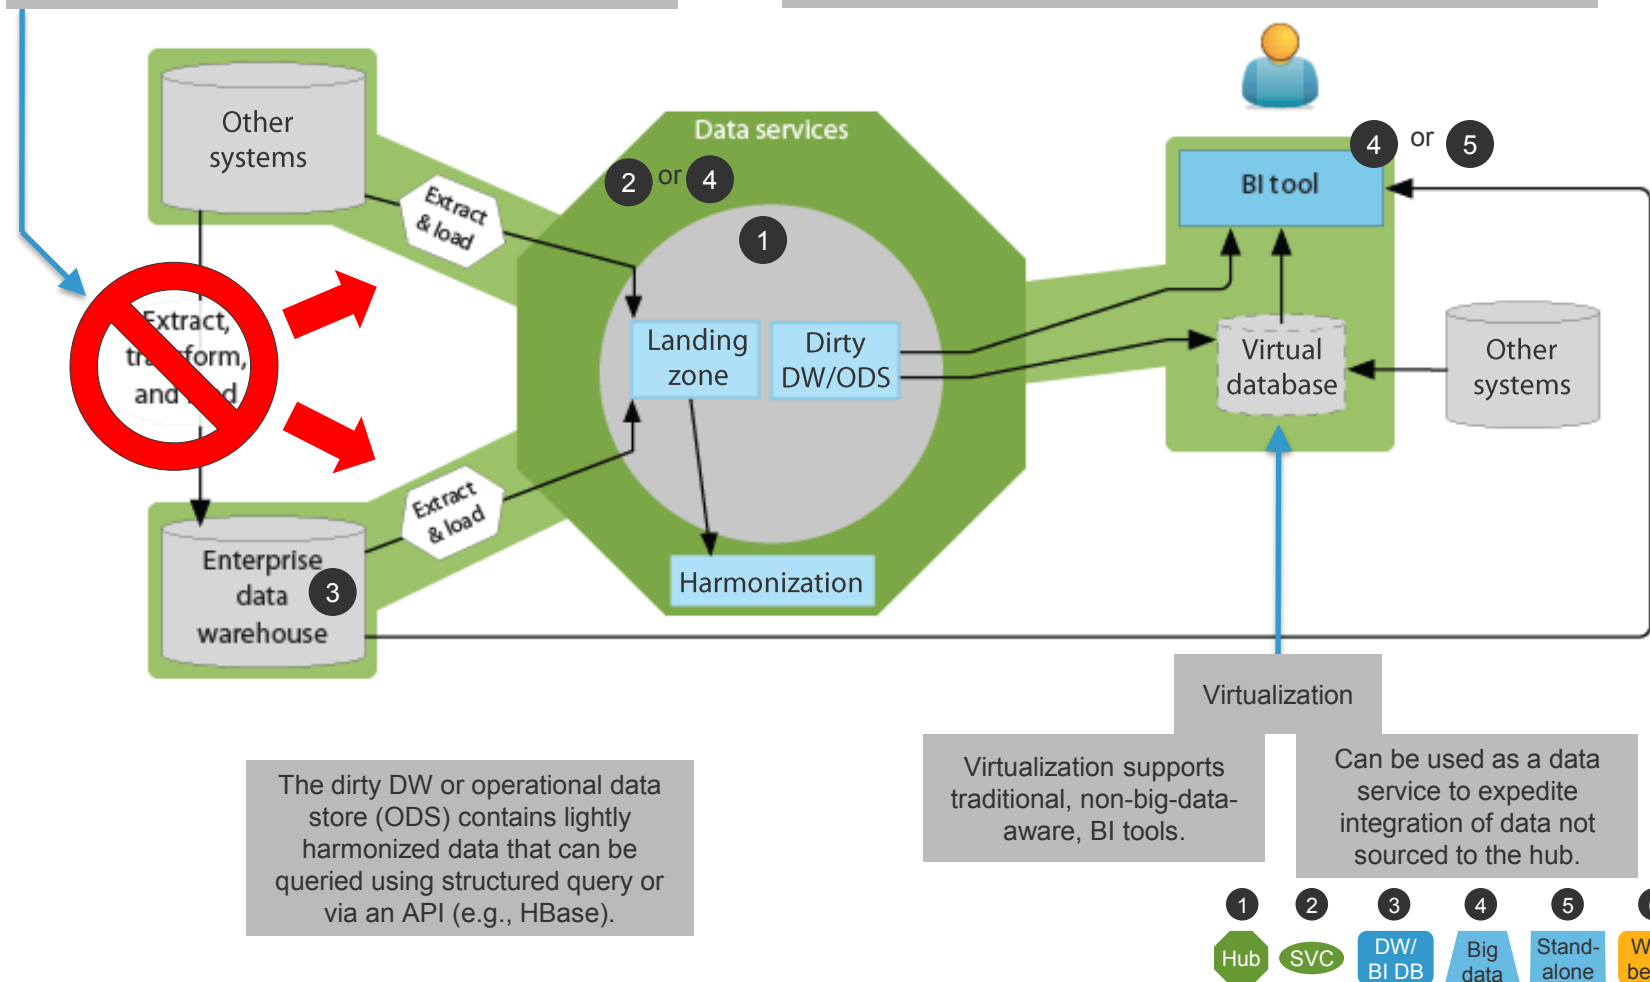 Other
systems
Data services
2 or 4
1
4 or 5
BI tool
Extract
& load
Extract,
transform,
and load
Landing
zone
Dirty
DW/ODS
Virtual
database
Other
systems
Extract
& load
Enterprise
data
warehouse
3
Harmonization
Virtualization
The dirty DW or operational data
store (ODS) contains lightly
harmonized data that can be
queried using structured query or
via an API (e.g., HBase).
Virtualization supports
traditional, non-big-data-
aware, BI tools.
Can be used as a data
service to expedite
integration of data not
sourced to the hub.
1 2 3 4 5
Hub
SVC
DW/
BI DB
Big
data
Stand-
alone